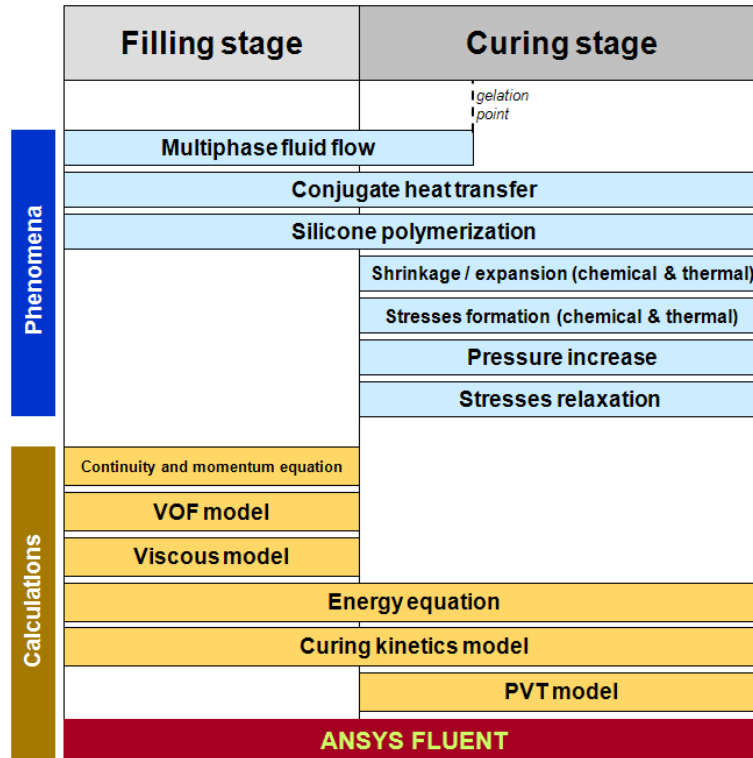 Filling stage
Curing stage
gelation
point
Phenomena
Multiphase fluid flow
Conjugate heat transfer
Silicone polymerization
Shrinkage / expansion (chemical & thermal)
Stresses formation (chemical & thermal)
Pressure increase
Stresses relaxation
Calculations
Continuity and momentum equation
VOF model
Viscous model
Energy equation
Curing kinetics model
PVT model
ANSYS FLUENT